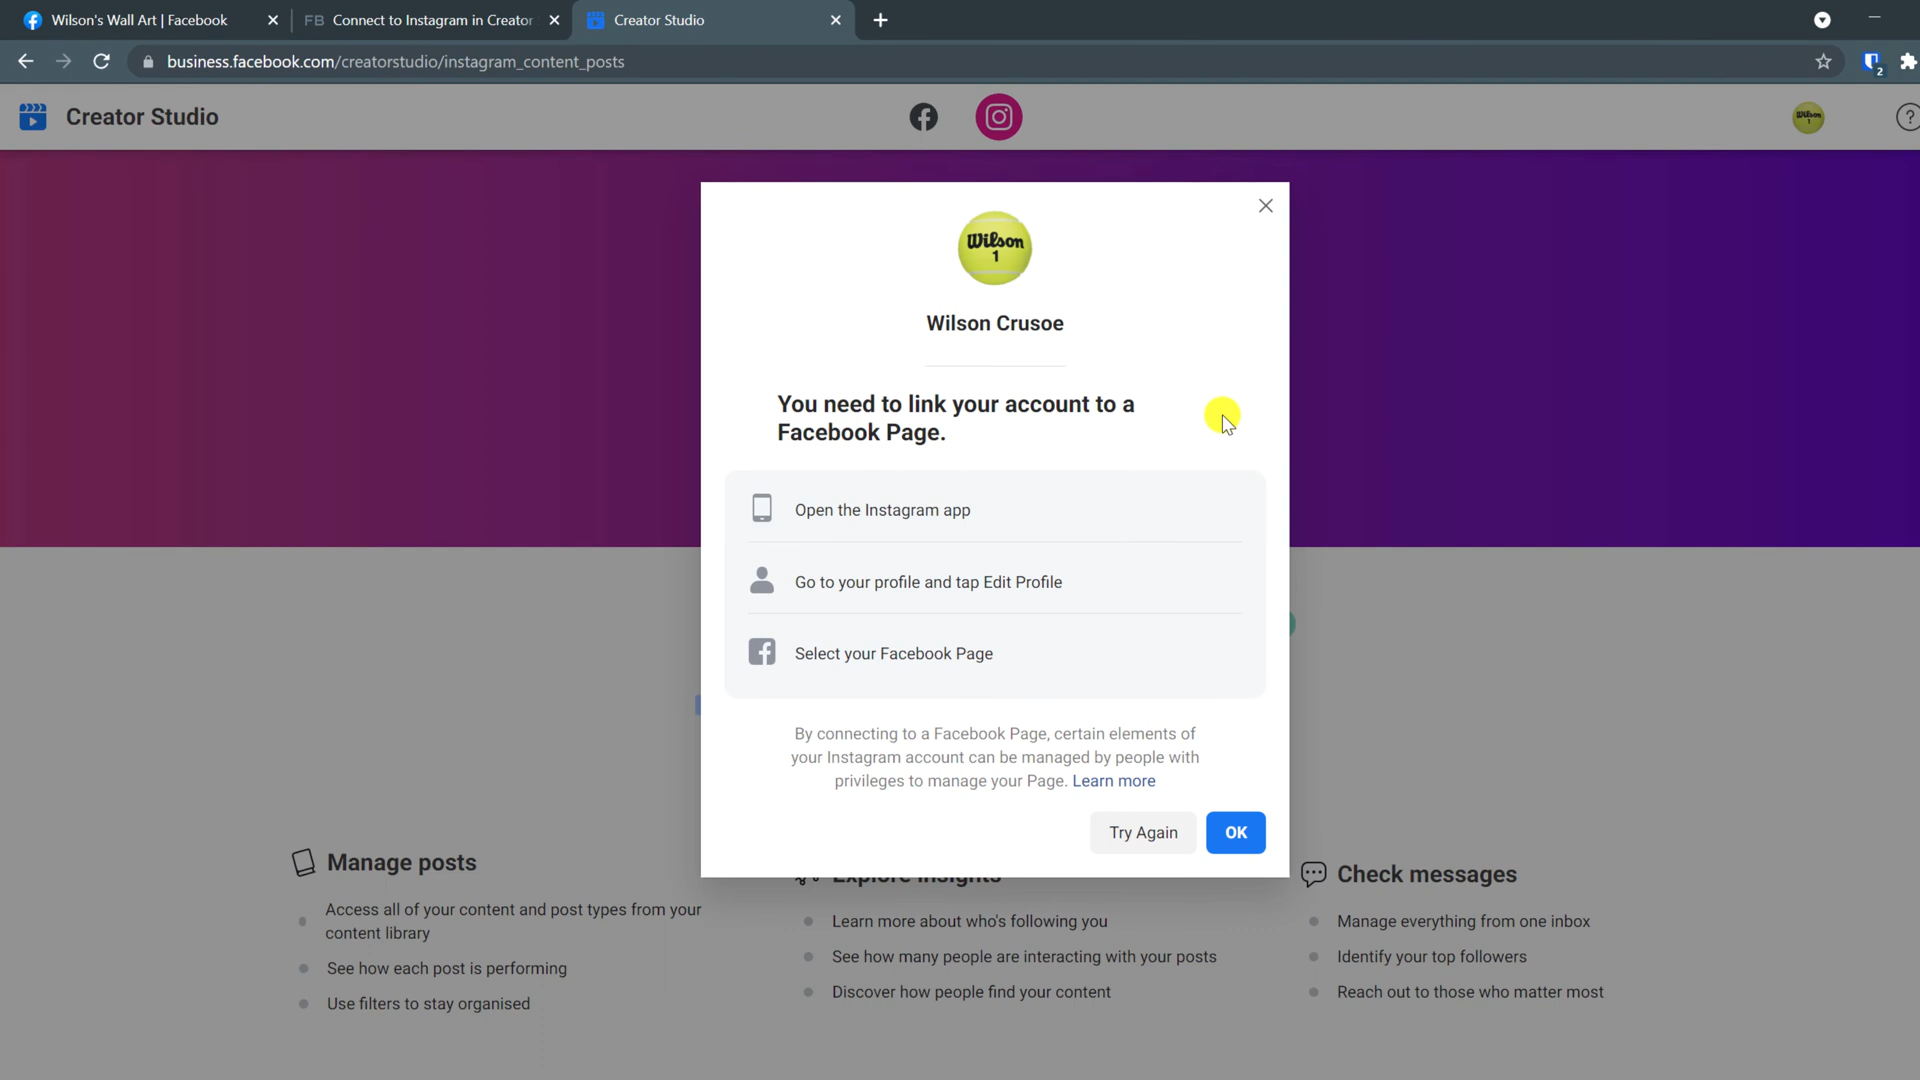 Wilson's Wall Art | Facebook
FB Connect to Instagram in Creator
Creator Studio
business.facebook.com/creatorstudio/instagram_content_posts
2
Creator Studio
Wilson
1
?
Wilson
1
Wilson Crusoe
You need to link your account to a
Facebook Page.
Open the Instagram app
Go to your profile and tap Edit Profile
Select your Facebook Page
By connecting to a Facebook Page, certain elements of
your Instagram account can be managed by people with
privileges to manage your Page. Learn more
Try Again
OK
Manage posts
Access all of your content and post types from your
content library
See how each post is performing
Use filters to stay organised
Explore insights
Learn more about who's following you
See how many people are interacting with your posts
Discover how people find your content
Check messages
Manage everything from one inbox
Identify your top followers
Reach out to those who matter most